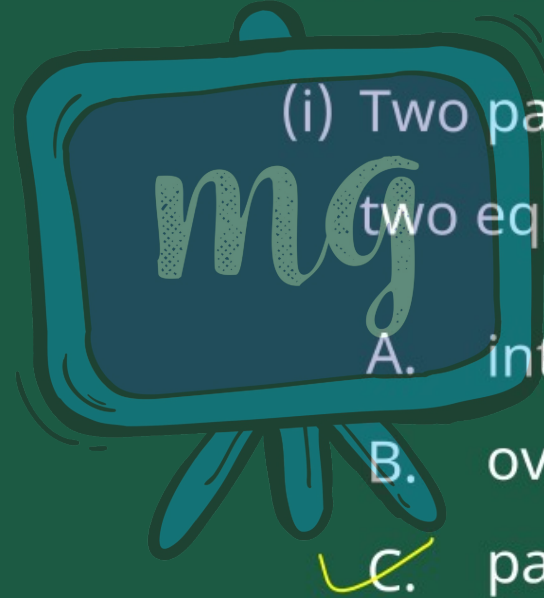 (i) Two pa
mg
two eq
A. int
B. ov
C. pa